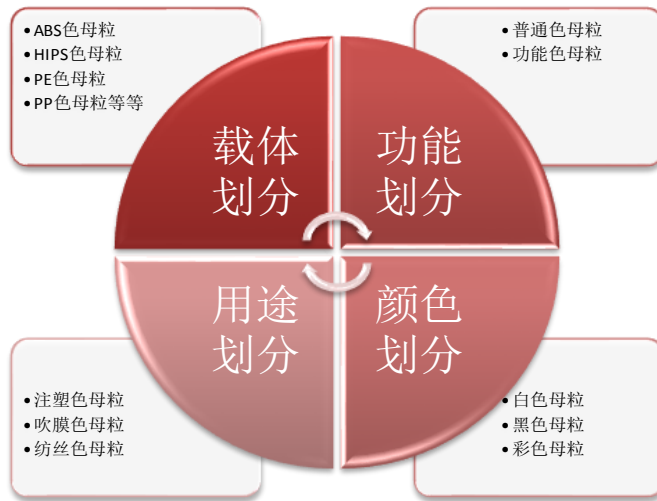 • ABS色母粒
• HIPS色母粒
• PE色母粒
• PP色母粒等等
• 普通色母粒
• 功能色母粒
载体
划分
功能
划分
用途
划分
颜色
划分
• 注塑色母粒
• 吹膜色母粒
• 纺丝色母粒
• 白色母粒
• 黑色母粒
• 彩色母粒